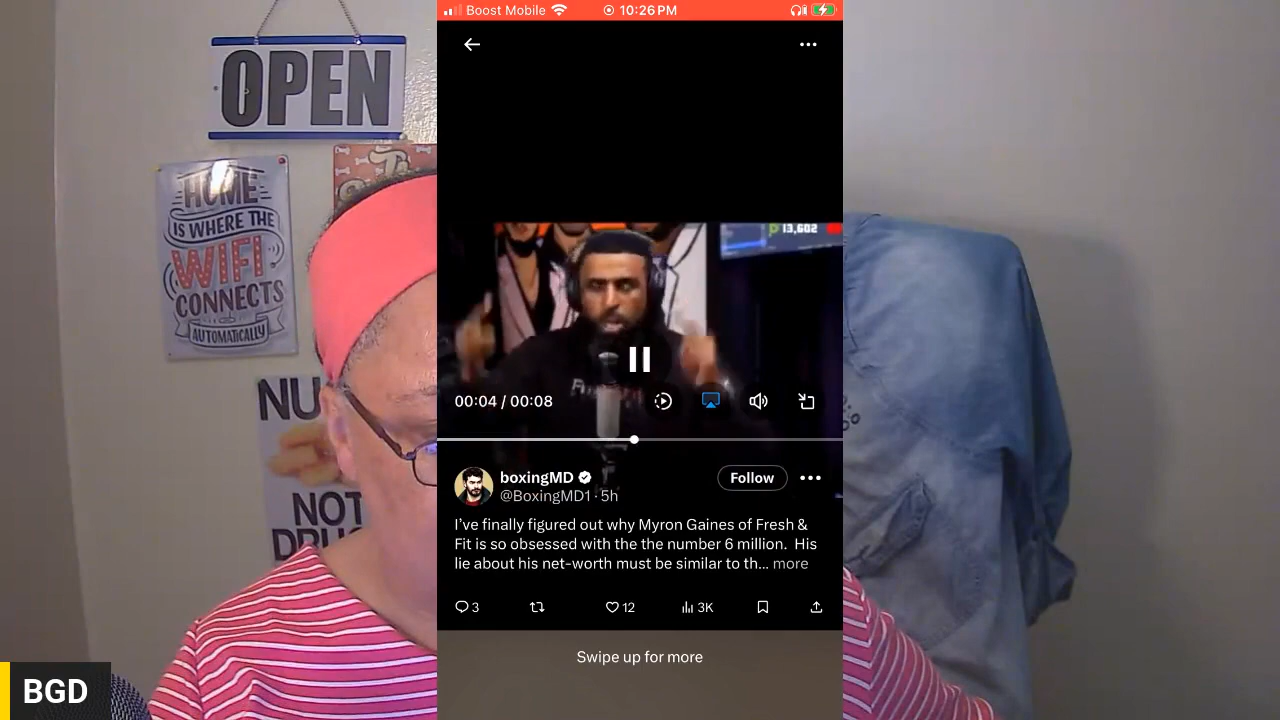 Boost Mobile
10:26PM
OPEN
HOME
IS WHERE THE
WIFI
CONNECTS
AUTOMATICALLY
NU
NOT
13,602
00:04 / 00:08
boxingMD
@BoxingMD1 · 5h
Follow
I've finally figured out why Myron Gaines of Fresh &
Fit is so obsessed with the the number 6 million. His
lie about his net-worth must be similar to th... more
3
12
3K
Swipe up for more
BGD